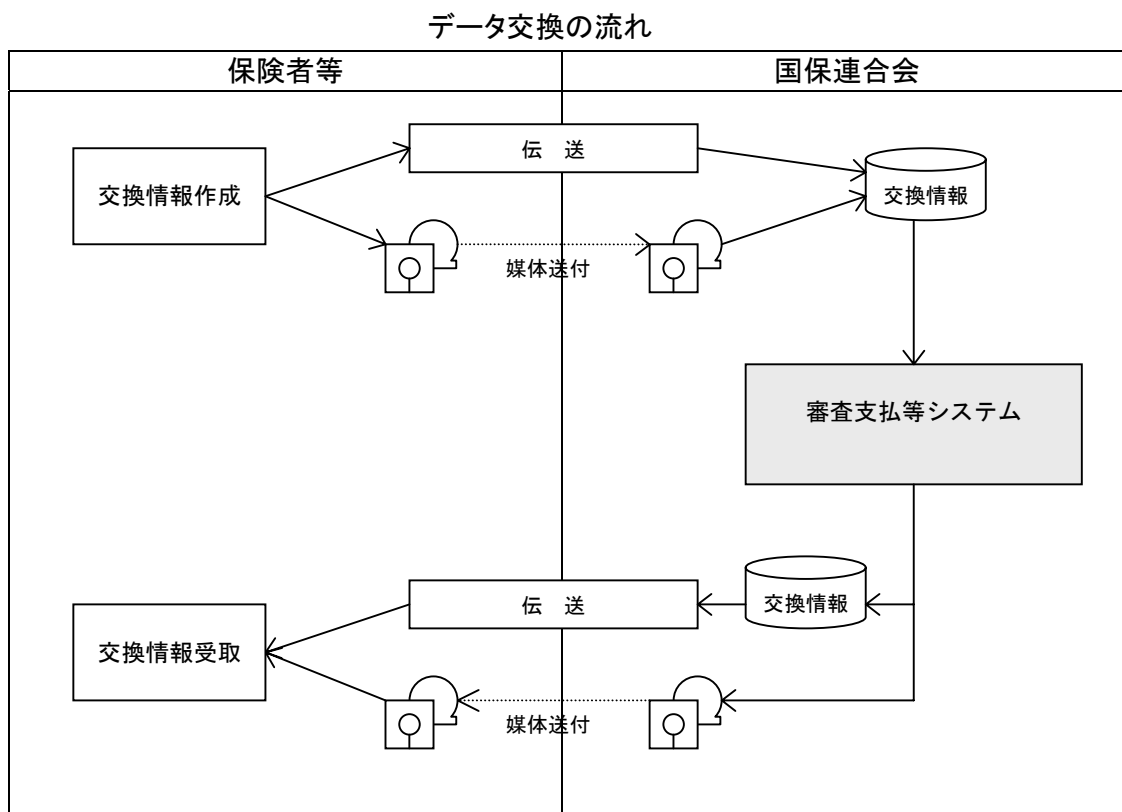 データ交換の流れ
保険者等
国保連合会
伝 送
交換情報作成
交換情報
媒体送付
審査支払等システム
伝 送
交換情報
交換情報受取
媒体送付